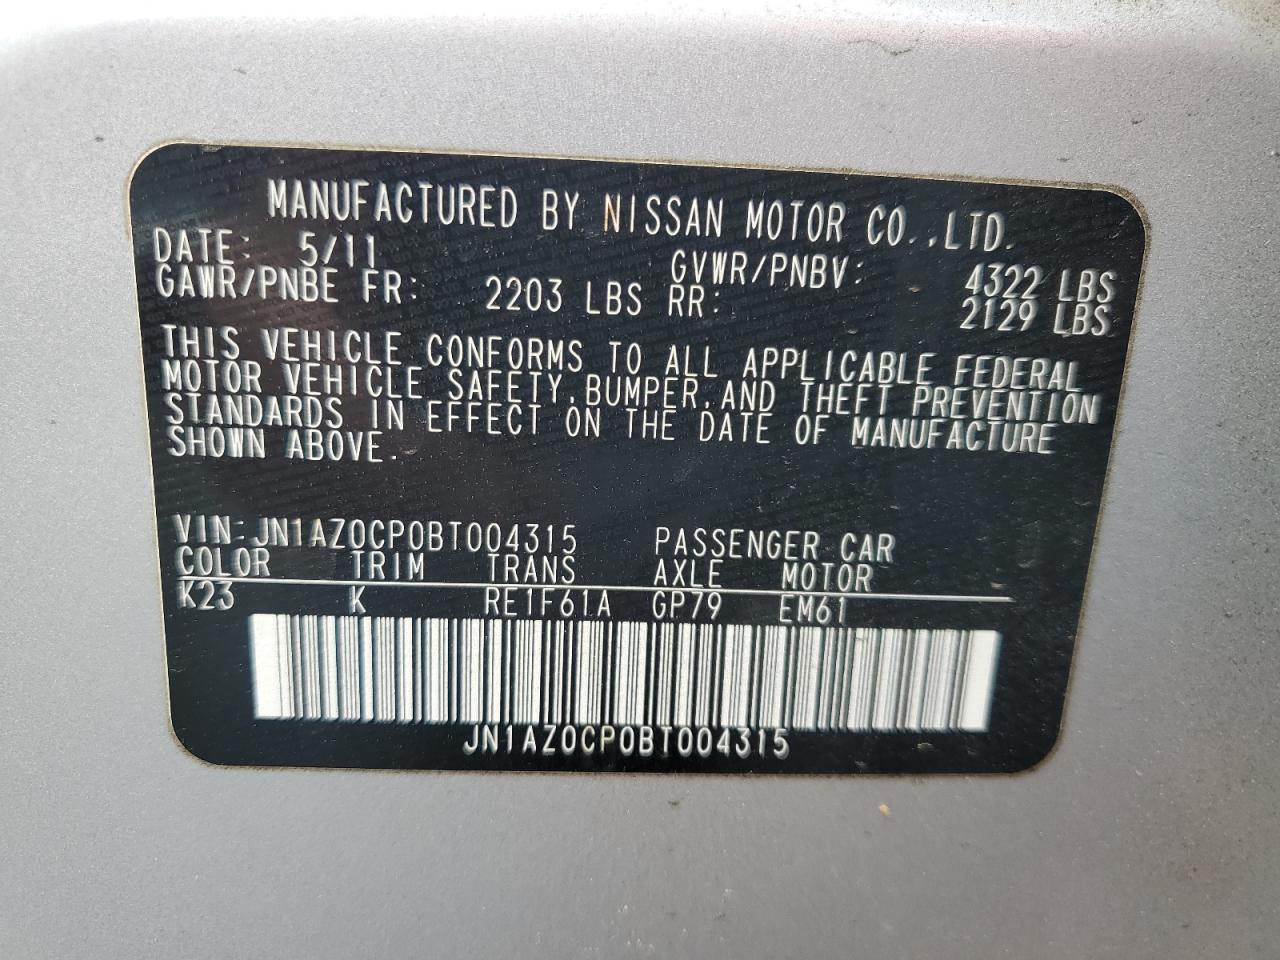 MANUFACTURED BY NISSAN MOTOR CO.,LTD.
DATE: 5/11 GVWR/PNBV: 4322 LBS
GAWR/PNBE FR: 2203 LBS RR: 2129 LBS
THIS VEHICLE CONFORMS TO ALL APPLICABLE FEDERAL
MOTOR VEHICLE SAFETY,BUMPER,AND THEFT PREVENTION
STANDARDS IN EFFECT ON THE DATE OF MANUFACTURE
SHOWN ABOVE.
VIN:JN1AZ0CP0BT004315 PASSENGER CAR
COLOR TRIM TRANS AXLE MOTOR
K23 K RE1F61A GP79 EM61
JN1AZ0CP0BT004315